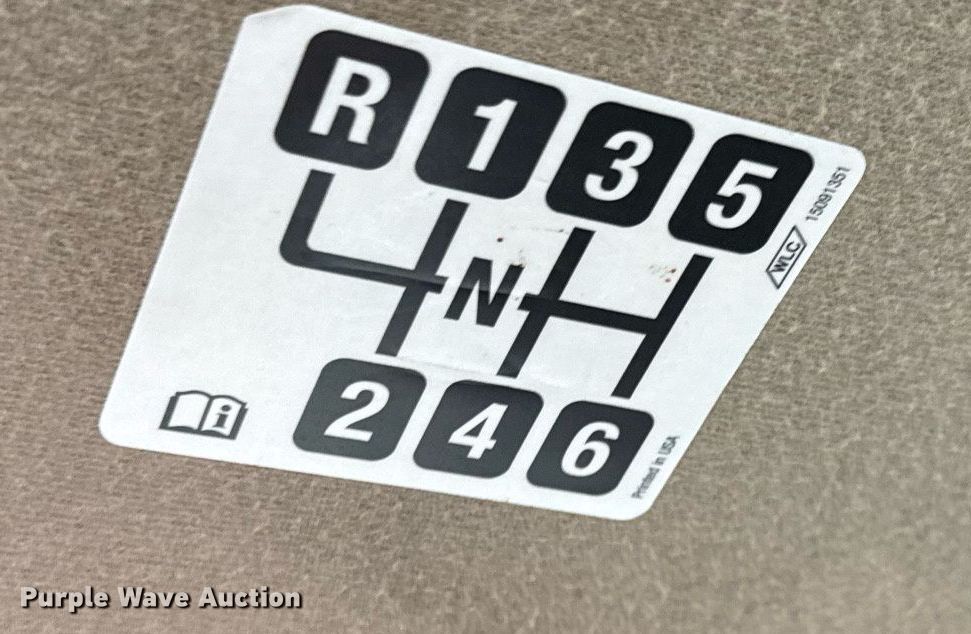 R 1 3 5
N
2 4 6
15091351
WLC
Printed in USA
i
Purple Wave Auction